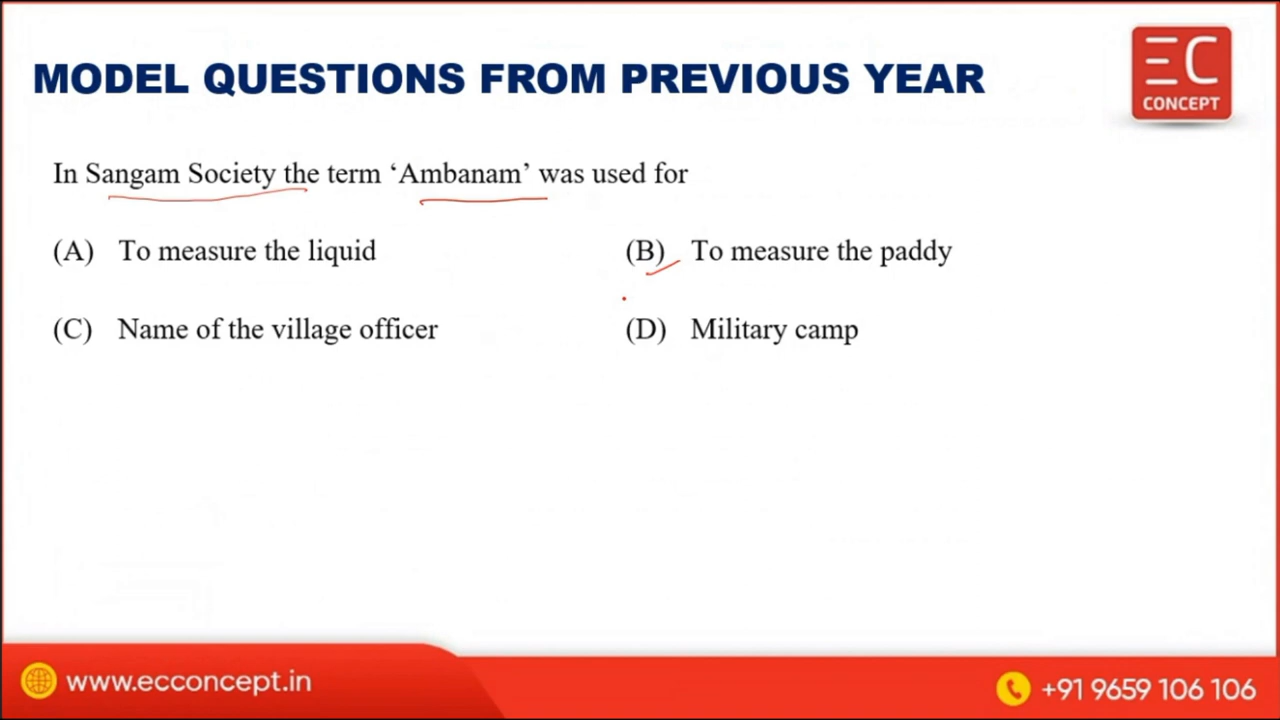 MODEL QUESTIONS FROM PREVIOUS YEAR
EC
CONCEPT
In Sangam Society the term ‘Ambanam’ was used for
(A) To measure the liquid
(B) To measure the paddy
(C) Name of the village officer
(D) Military camp
www.ecconcept.in
+91 9659 106 106